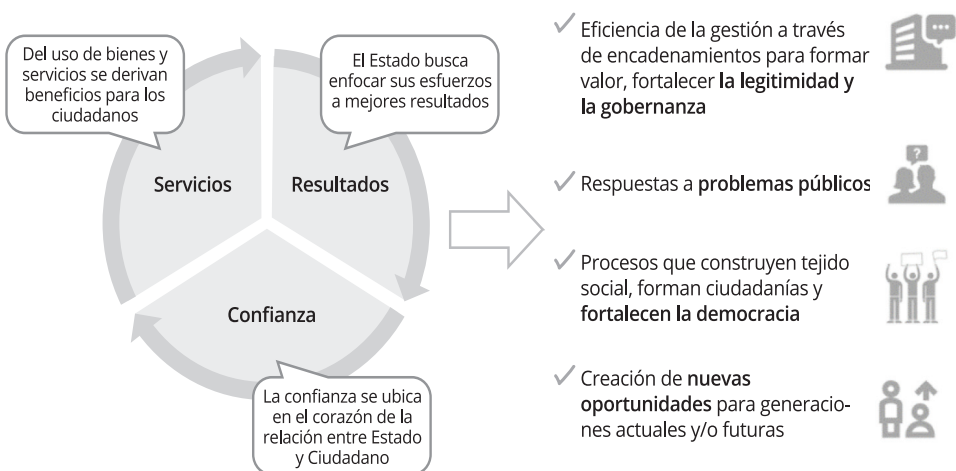 Del uso de bienes y
servicios se derivan
beneficios para los
ciudadanos
El Estado busca
enfocar sus esfuerzos
a mejores resultados
Servicios
Resultados
Confianza
La confianza se ubica
en el corazón de la
relación entre Estado
y Ciudadano
✓ Eficiencia de la gestión a través
de encadenamientos para formar
valor, fortalecer la legitimidad y
la gobernanza
?
✓ Respuestas a problemas públicos
✓ Procesos que construyen tejido
social, forman ciudadanías y
fortalecen la democracia
✓ Creación de nuevas
oportunidades para generacio-
nes actuales y/o futuras